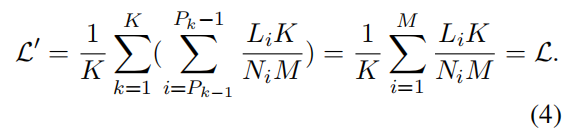 $\mathcal{L}' = \frac{1}{K} \sum_{k=1}^{K} ( \sum_{i=P_{k-1}}^{P_k-1} \frac{L_i K}{N_i M} ) = \frac{1}{K} \sum_{i=1}^{M} \frac{L_i K}{N_i M} = \mathcal{L}.$
(4)